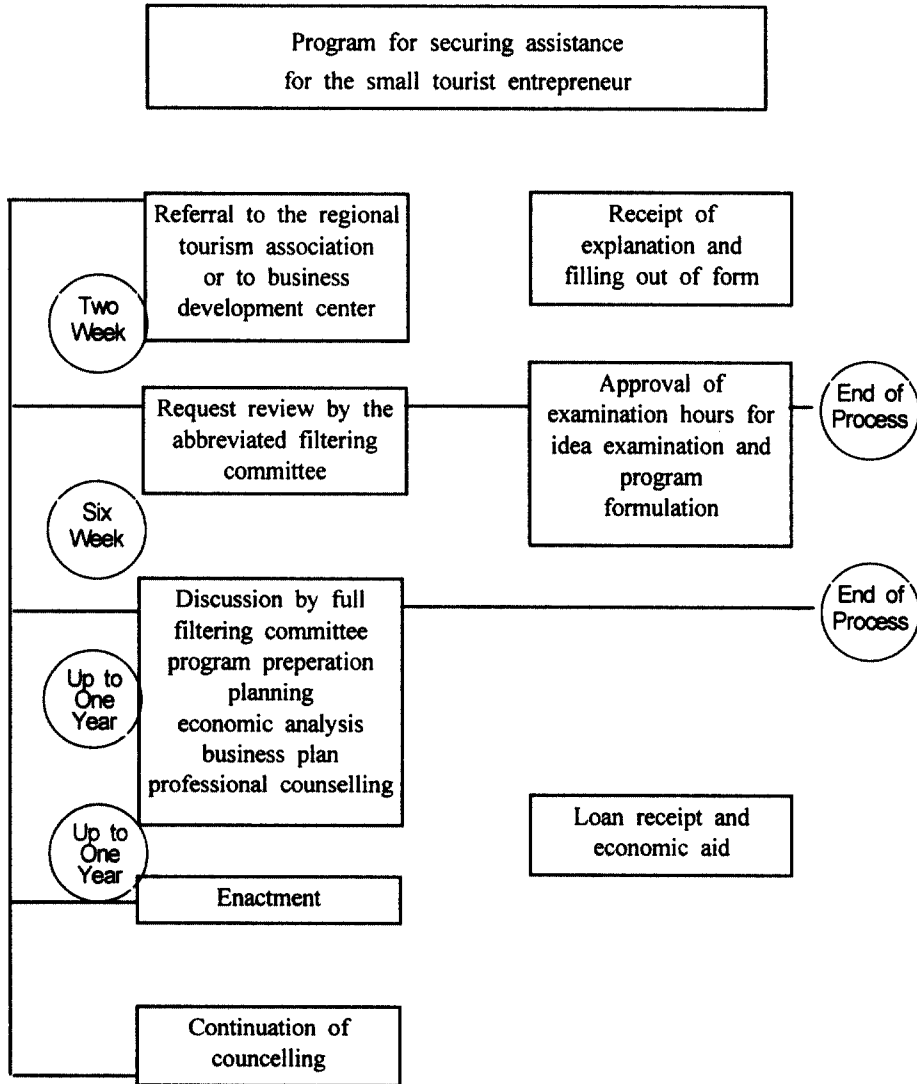 Program for securing assistance
for the small tourist entrepreneur
Referral to the regional
tourism association
or to business
development center
Receipt of
explanation and
filling out of form
Two
Week
Request review by the
abbreviated filtering
committee
Approval of
examination hours for
idea examination and
program
formulation
End of
Process
Six
Week
Discussion by full
filtering committee
program preperation
planning
economic analysis
business plan
professional counselling
End of
Process
Up to
One
Year
Up to
One
Year
Loan receipt and
economic aid
Enactment
Continuation of
councelling